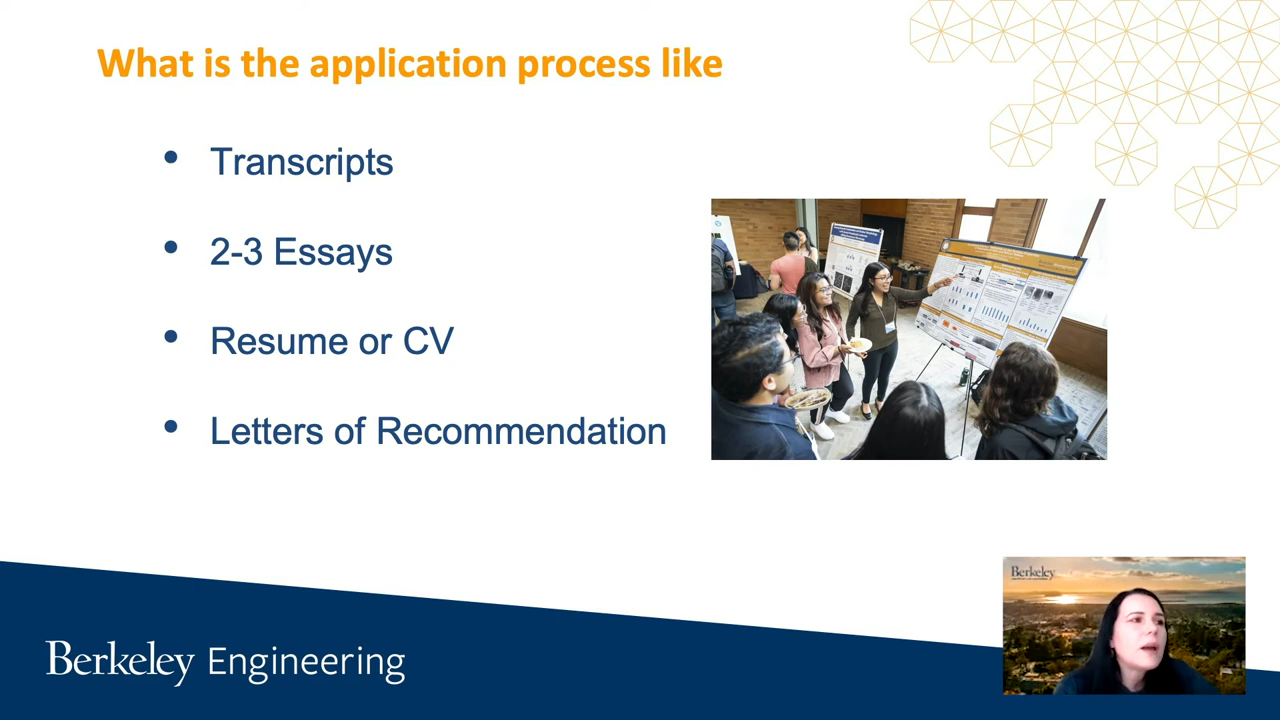 What is the application process like
• Transcripts
• 2-3 Essays
• Resume or CV
• Letters of Recommendation
Berkeley
Berkeley Engineering